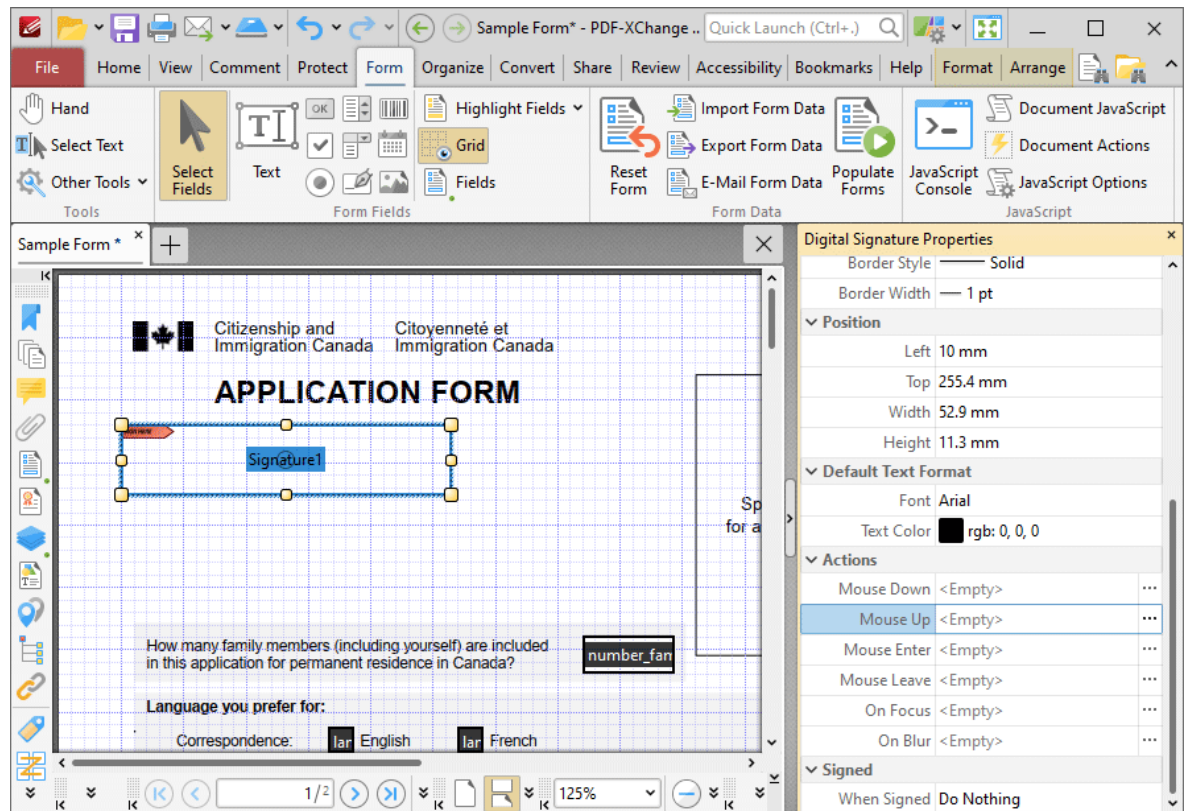 Sample Form* - PDF-XChange ..
Quick Launch (Ctrl+.)
File Home View Comment Protect Form Organize Convert Share Review Accessibility Bookmarks Help Format Arrange
Hand
Select Text
Other Tools
Tools
Select Fields
Text
OK
Highlight Fields
Grid
Fields
Form Fields
Reset Form
Import Form Data
Export Form Data
E-Mail Form Data
Populate Forms
Form Data
JavaScript Console
Document JavaScript
Document Actions
JavaScript Options
JavaScript
Sample Form *
Citizenship and Immigration Canada
Citoyenneté et Immigration Canada
APPLICATION FORM
Signature1
Sp
for a
How many family members (including yourself) are included
in this application for permanent residence in Canada?
number_fan
Language you prefer for:
Correspondence: lar English lar French
1/2
125%
Digital Signature Properties
Border Style Solid
Border Width 1 pt
Position
Left 10 mm
Top 255.4 mm
Width 52.9 mm
Height 11.3 mm
Default Text Format
Font Arial
Text Color rgb: 0, 0, 0
Actions
Mouse Down <Empty> ...
Mouse Up <Empty> ...
Mouse Enter <Empty> ...
Mouse Leave <Empty> ...
On Focus <Empty> ...
On Blur <Empty> ...
Signed
When Signed Do Nothing